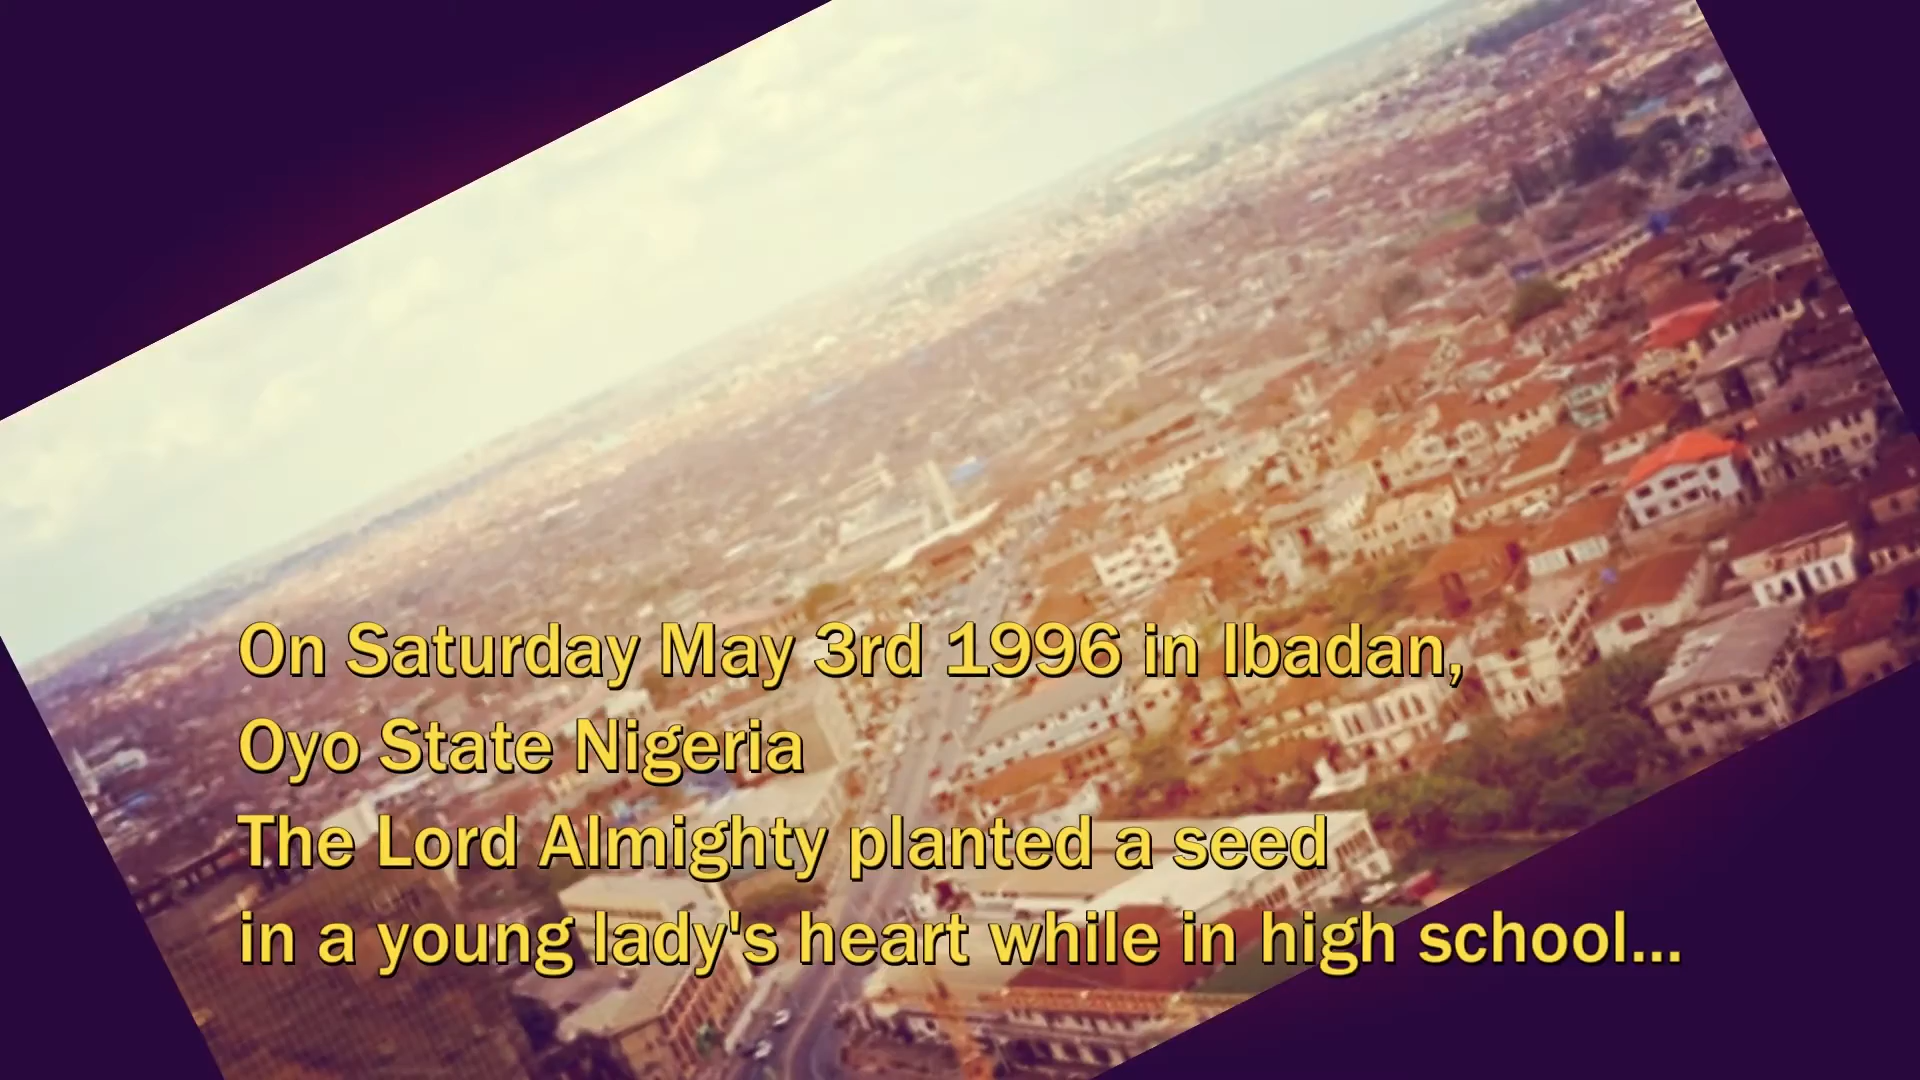 On Saturday May 3rd 1996 in Ibadan,
Oyo State Nigeria
The Lord Almighty planted a seed
in a young lady's heart while in high school...